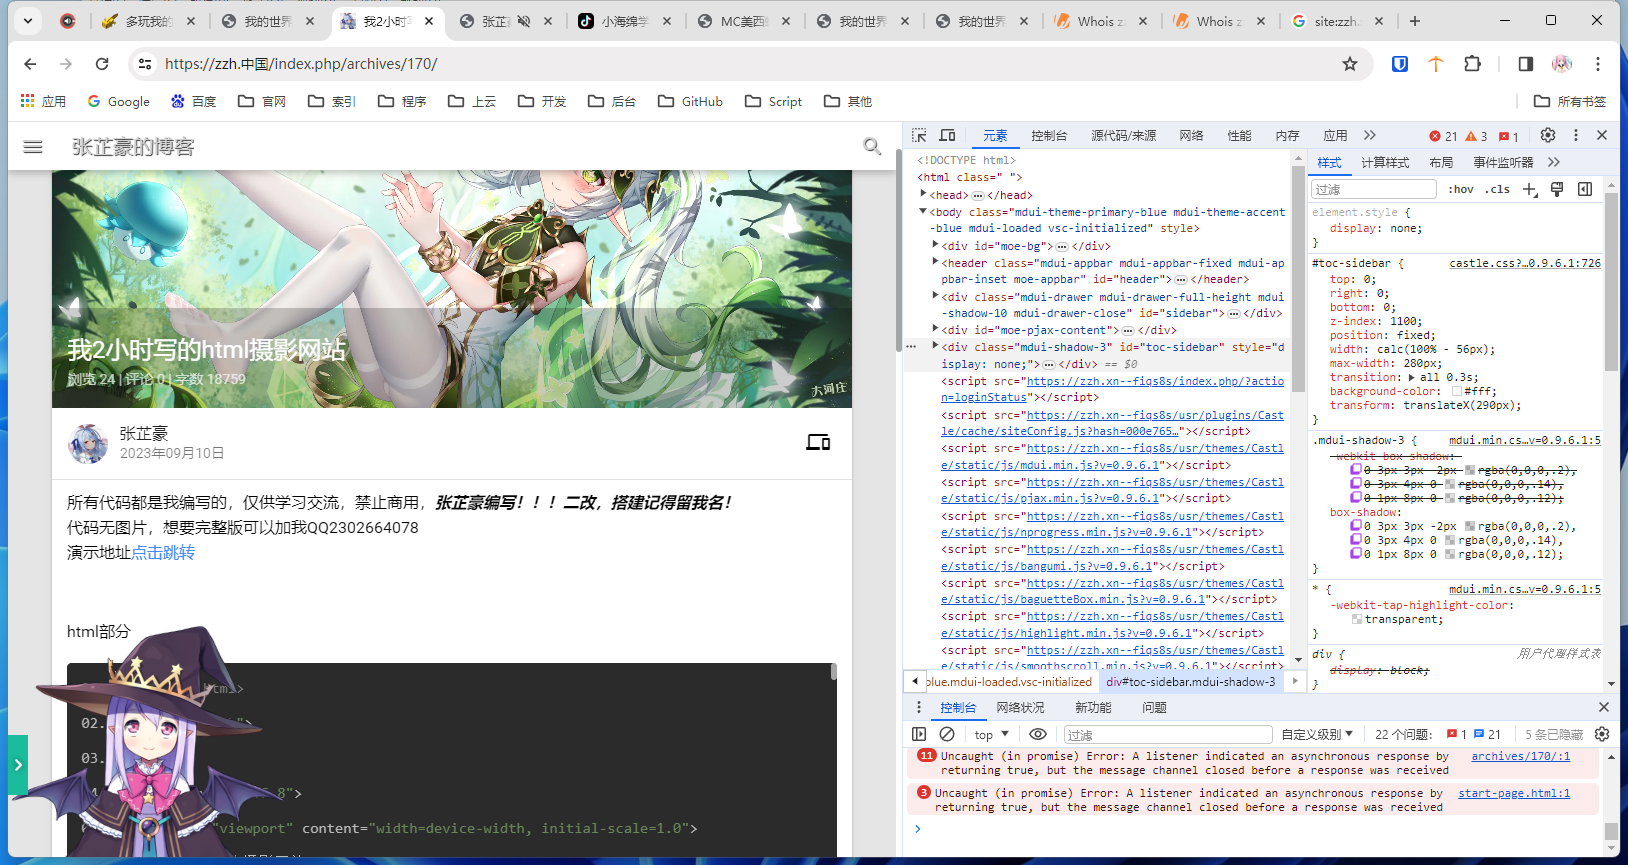 多玩我的
我的世界
我2小时写
张芷豪
小海绵学
MC美西
我的世界
我的世界
Whois zz
Whois z
site:zzh.
https://zzh.中国/index.php/archives/170/
应用
Google
百度
官网
索引
程序
上云
开发
后台
GitHub
Script
其他
所有书签
张芷豪的博客
我2小时写的html摄影网站
浏览 24 | 评论 0 | 字数 18759
大河庄
张芷豪
2023年09月10日
所有代码都是我编写的，仅供学习交流，禁止商用，张芷豪编写！！！二改，搭建记得留我名！
代码无图片，想要完整版可以加我QQ2302664078
演示地址点击跳转
html部分
html>
02.
">
03.
8">
"viewport" content="width=device-width, initial-scale=1.0">
元素
控制台
源代码/来源
网络
性能
内存
应用
21
3
1
<!DOCTYPE html>
<html class=" ">
<head> … </head>
<body class="mdui-theme-primary-blue mdui-theme-accent
-blue mdui-loaded vsc-initialized" style>
<div id="moe-bg"> … </div>
<header class="mdui-appbar mdui-appbar-fixed mdui-ap
pbar-inset moe-appbar" id="header"> … </header>
<div class="mdui-drawer mdui-drawer-full-height mdui
-shadow-10 mdui-drawer-close" id="sidebar"> … </div>
<div id="moe-pjax-content"> … </div>
<div class="mdui-shadow-3" id="toc-sidebar" style="d
isplay: none;"> … </div> == $0
<script src="https://zzh.xn--fiqs8s/index.php/?actio
n=loginStatus"></script>
<script src="https://zzh.xn--fiqs8s/usr/plugins/Cast
le/cache/siteConfig.js?hash=000e765…"></script>
<script src="https://zzh.xn--fiqs8s/usr/themes/Castl
e/static/js/mdui.min.js?v=0.9.6.1"></script>
<script src="https://zzh.xn--fiqs8s/usr/themes/Castl
e/static/js/pjax.min.js?v=0.9.6.1"></script>
<script src="https://zzh.xn--fiqs8s/usr/themes/Castl
e/static/js/nprogress.min.js?v=0.9.6.1"></script>
<script src="https://zzh.xn--fiqs8s/usr/themes/Castl
e/static/js/bangumi.js?v=0.9.6.1"></script>
<script src="https://zzh.xn--fiqs8s/usr/themes/Castl
e/static/js/baguetteBox.min.js?v=0.9.6.1"></script>
<script src="https://zzh.xn--fiqs8s/usr/themes/Castl
e/static/js/highlight.min.js?v=0.9.6.1"></script>
<script src="https://zzh.xn--fiqs8s/usr/themes/Castl
e/static/js/smoothscroll.min.js?v=0.9.6.1"></script>
blue.mdui-loaded.vsc-initialized
div#toc-sidebar.mdui-shadow-3
样式
计算样式
布局
事件监听器
过滤
:hov
.cls
element.style {
display: none;
}
#toc-sidebar {
castle.css?…0.9.6.1:726
top: 0;
right: 0;
bottom: 0;
z-index: 1100;
position: fixed;
width: calc(100% - 56px);
max-width: 280px;
transition: all 0.3s;
background-color: #fff;
transform: translateX(290px);
}
.mdui-shadow-3 {
mdui.min.cs…v=0.9.6.1:5
-webkit-box-shadow:
0 3px 3px -2px rgba(0,0,0,.2),
0 3px 4px 0 rgba(0,0,0,.14),
0 1px 8px 0 rgba(0,0,0,.12);
box-shadow:
0 3px 3px -2px rgba(0,0,0,.2),
0 3px 4px 0 rgba(0,0,0,.14),
0 1px 8px 0 rgba(0,0,0,.12);
}
* {
mdui.min.cs…v=0.9.6.1:5
-webkit-tap-highlight-color:
transparent;
}
div {
用户代理样式表
display: block;
}
控制台
网络状况
新功能
问题
top
过滤
自定义级别
22 个问题:
1
21
5 条已隐藏
11 Uncaught (in promise) Error: A listener indicated an asynchronous response by archives/170/:1
returning true, but the message channel closed before a response was received
3 Uncaught (in promise) Error: A listener indicated an asynchronous response by start-page.html:1
returning true, but the message channel closed before a response was received